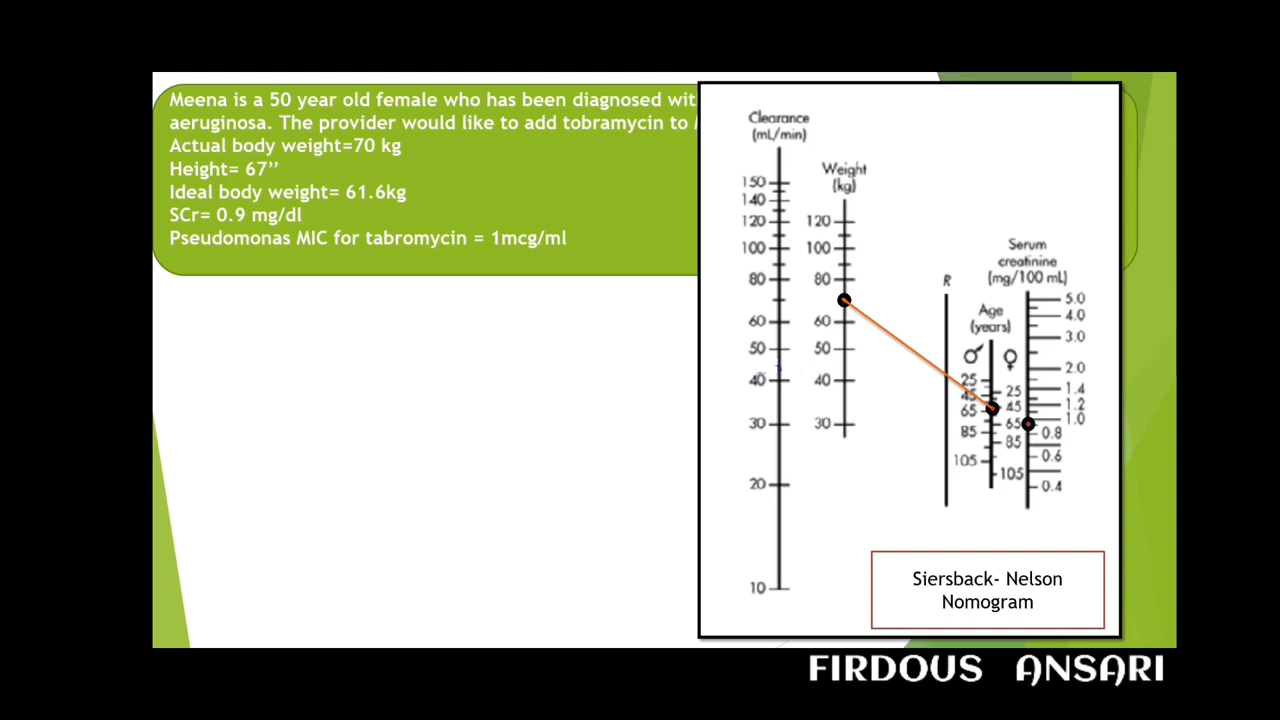 Meena is a 50 year old female who has been diagnosed wit
aeruginosa. The provider would like to add tobramycin to
Actual body weight=70 kg
Height= 67’’
Ideal body weight= 61.6kg
SCr= 0.9 mg/dl
Pseudomonas MIC for tabromycin = 1mcg/ml
Clearance
(mL/min)
150
140
120
100
80
60
50
40
30
20
10
Weight
(kg)
120
100
80
60
50
40
30
R
Age
(years)
♂ ♀
25
45
65
85
105
25
45
65
85
105
Serum
creatinine
(mg/100 mL)
5.0
4.0
3.0
2.0
1.4
1.2
1.0
0.8
0.6
0.4
Siersback- Nelson
Nomogram
FIRDOUS ANSARI